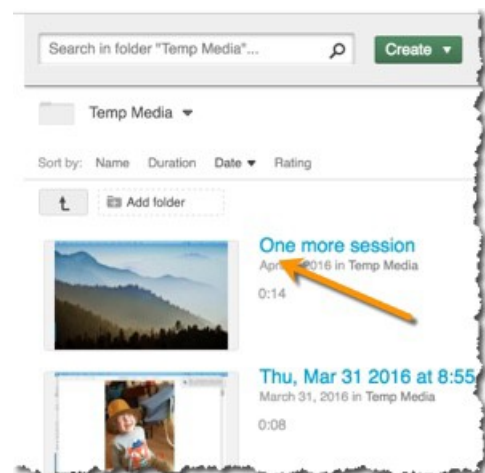 Search in folder "Temp Media"...
Create
Temp Media
Sort by: Name Duration Date Rating
Add folder
One more session
2016 in Temp Media
0:14
Thu, Mar 31 2016 at 8:55
March 31, 2016 in Temp Media
0:08